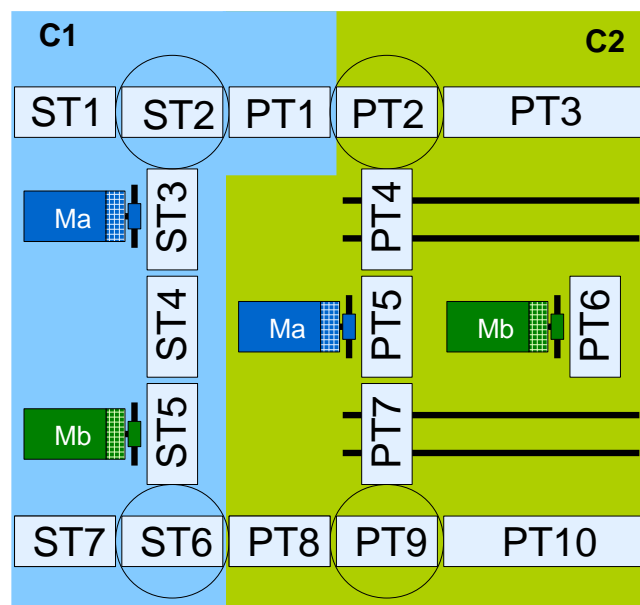 C1
C2
ST1
ST2
PT1
PT2
PT3
Ma
ST3
PT4
ST4
Ma
PT5
Mb
PT6
Mb
ST5
PT7
ST7
ST6
PT8
PT9
PT10